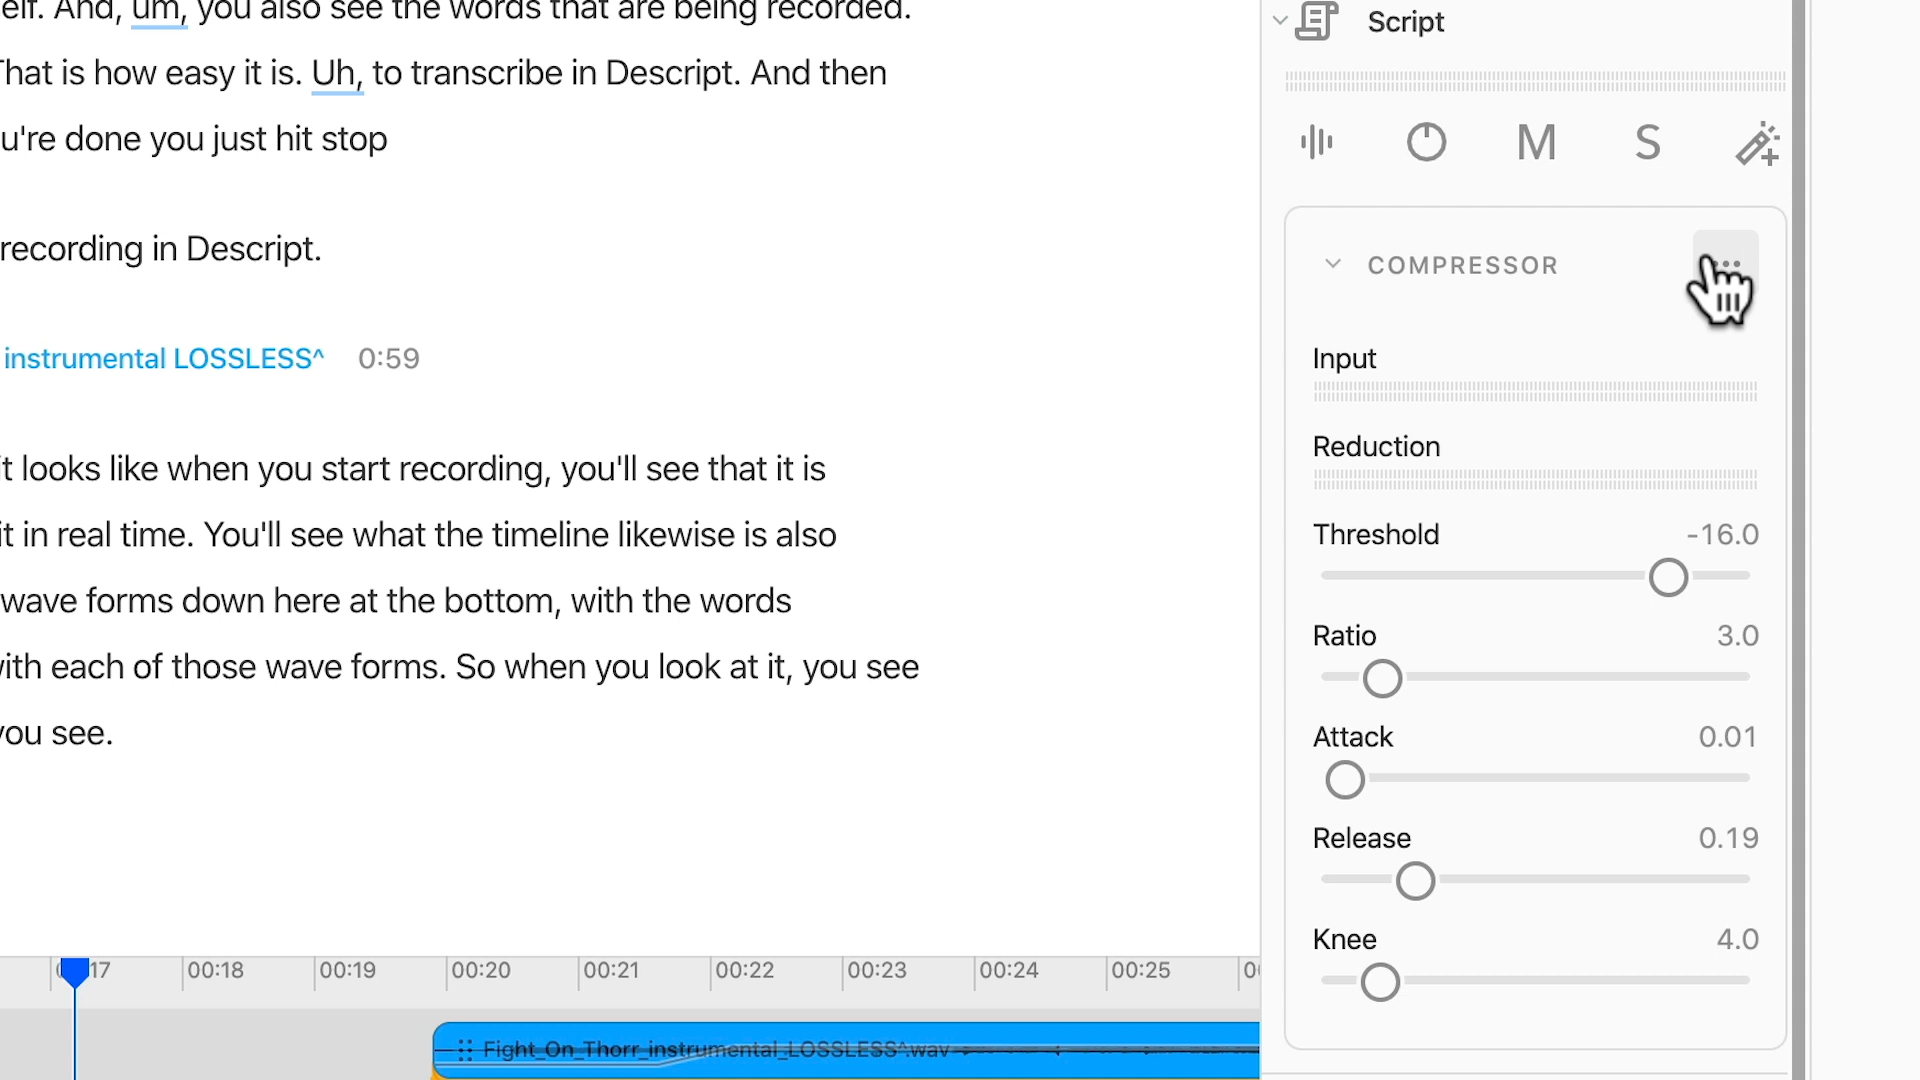 elf. And, um, you also see the words that are being recorded.
That is how easy it is. Uh, to transcribe in Descript. And then
u're done you just hit stop
recording in Descript.
instrumental LOSSLESS^ 0:59
it looks like when you start recording, you'll see that it is
it in real time. You'll see what the timeline likewise is also
wave forms down here at the bottom, with the words
with each of those wave forms. So when you look at it, you see
you see.
Script
M S
COMPRESSOR
Input
Reduction
Threshold -16.0
Ratio 3.0
Attack 0.01
Release 0.19
Knee 4.0
17 00:18 00:19 00:20 00:21 00:22 00:23 00:24 00:25
Fight_On_Thorr_instrumental_LOSSLESS^.wav